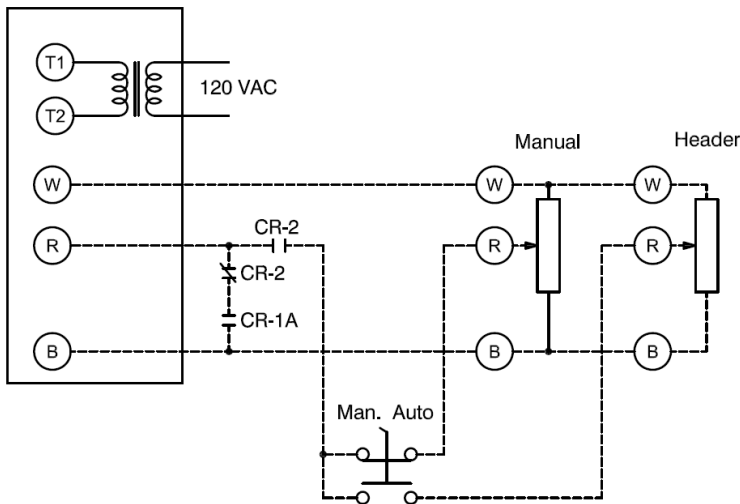 T1
120 VAC
T2
Manual
Header
W
W
W
CR-2
R
R
R
CR-2
CR-1A
B
B
B
Man. Auto